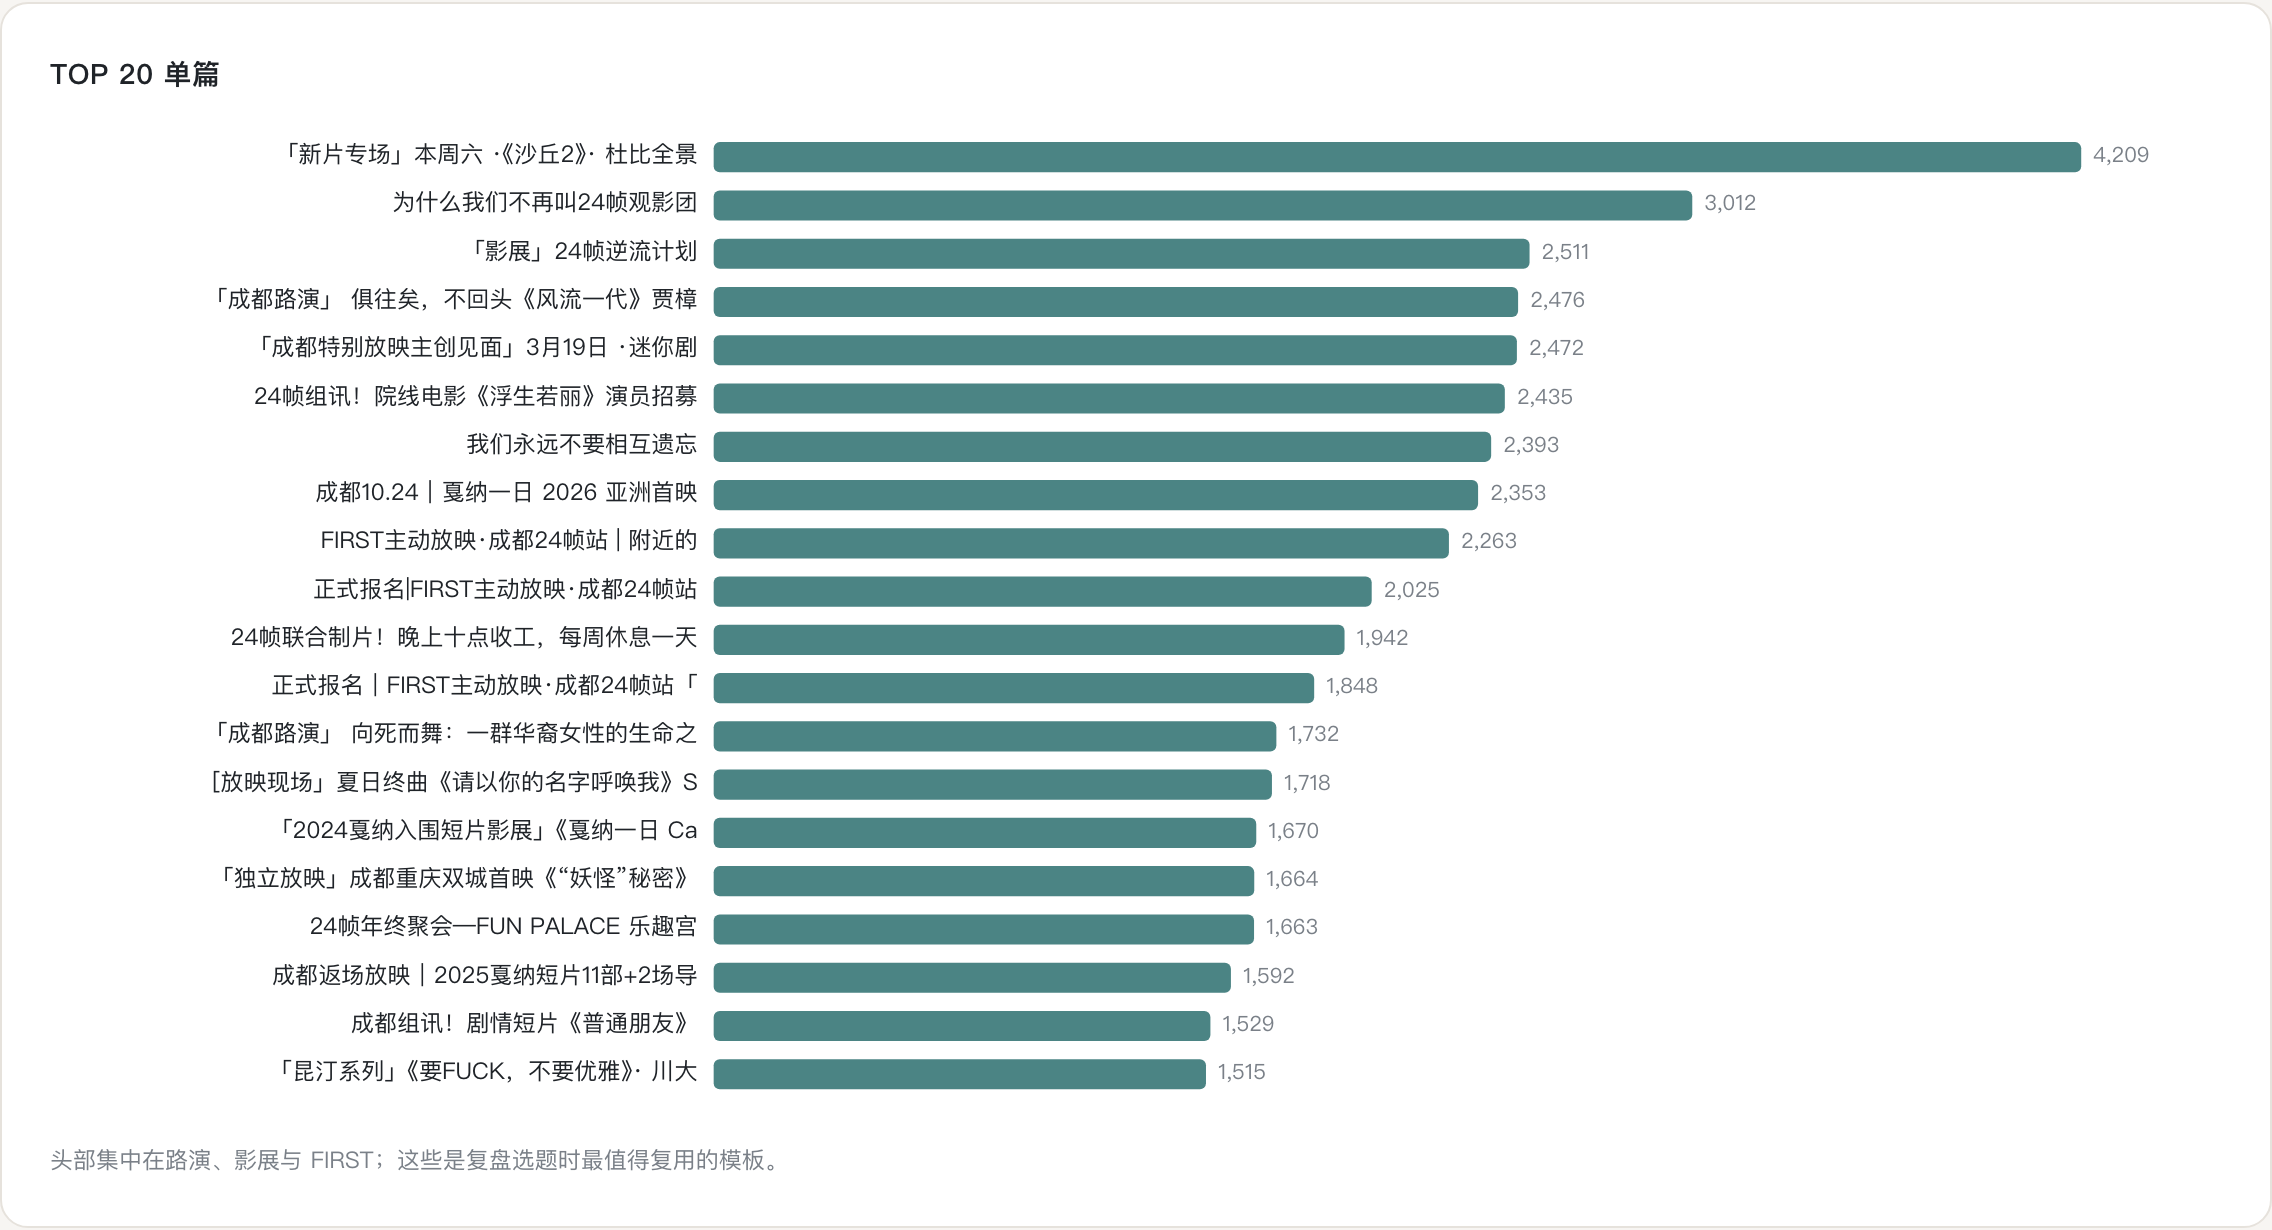 TOP 20 单篇
「新片专场」本周六 ·《沙丘2》· 杜比全景 4,209
为什么我们不再叫24帧观影团 3,012
「影展」24帧逆流计划 2,511
「成都路演」 俱往矣，不回头《风流一代》贾樟 2,476
「成都特别放映主创见面」3月19日 ·迷你剧 2,472
24帧组讯！院线电影《浮生若丽》演员招募 2,435
我们永远不要相互遗忘 2,393
成都10.24｜戛纳一日 2026 亚洲首映 2,353
FIRST主动放映·成都24帧站 | 附近的 2,263
正式报名|FIRST主动放映·成都24帧站 2,025
24帧联合制片！晚上十点收工，每周休息一天 1,942
正式报名｜FIRST主动放映·成都24帧站「 1,848
「成都路演」 向死而舞：一群华裔女性的生命之 1,732
[放映现场」夏日终曲《请以你的名字呼唤我》S 1,718
「2024戛纳入围短片影展」《戛纳一日 Ca 1,670
「独立放映」成都重庆双城首映《“妖怪”秘密》 1,664
24帧年终聚会—FUN PALACE 乐趣宫 1,663
成都返场放映｜2025戛纳短片11部+2场导 1,592
成都组讯！剧情短片《普通朋友》 1,529
「昆汀系列」《要FUCK，不要优雅》· 川大 1,515
头部集中在路演、影展与 FIRST；这些是复盘选题时最值得复用的模板。